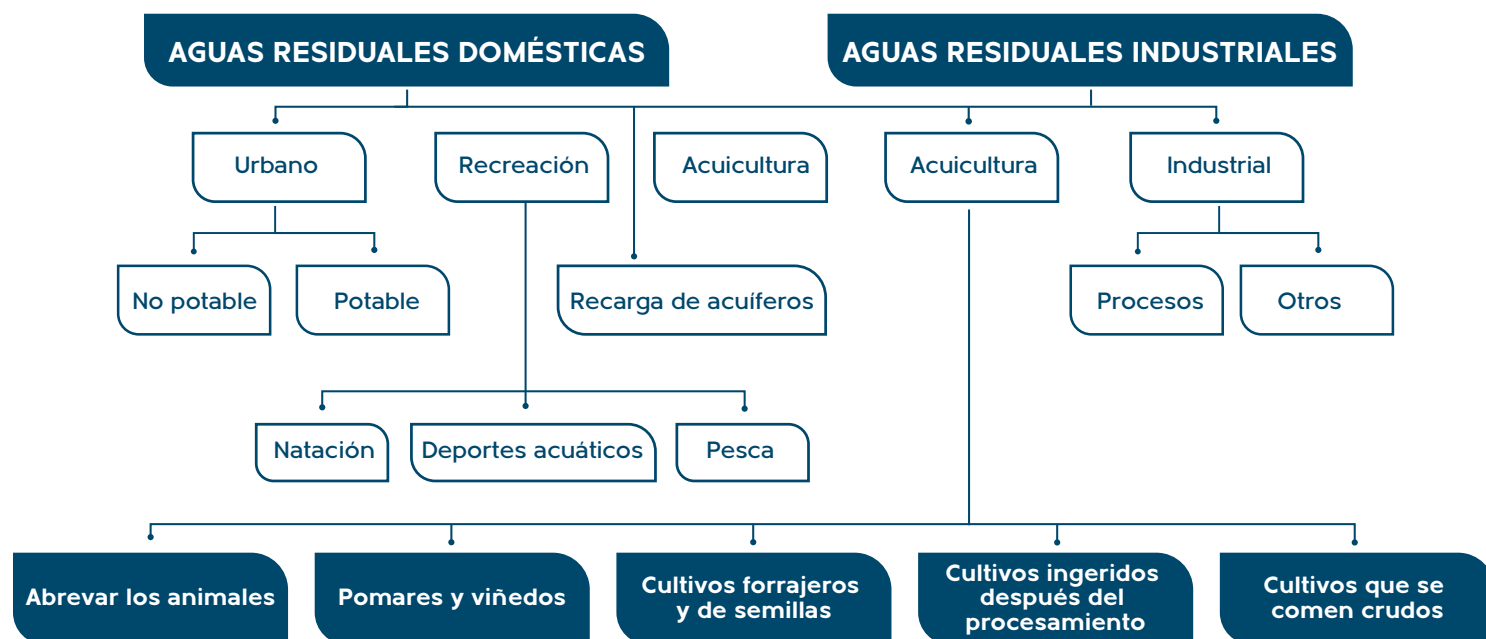 AGUAS RESIDUALES DOMÉSTICAS
AGUAS RESIDUALES INDUSTRIALES
Urbano
Recreación
Acuicultura
Acuicultura
Industrial
No potable
Potable
Recarga de acuíferos
Procesos
Otros
Natación
Deportes acuáticos
Pesca
Abrevar los animales
Pomares y viñedos
Cultivos forrajeros
y de semillas
Cultivos ingeridos
después del
procesamiento
Cultivos que se
comen crudos